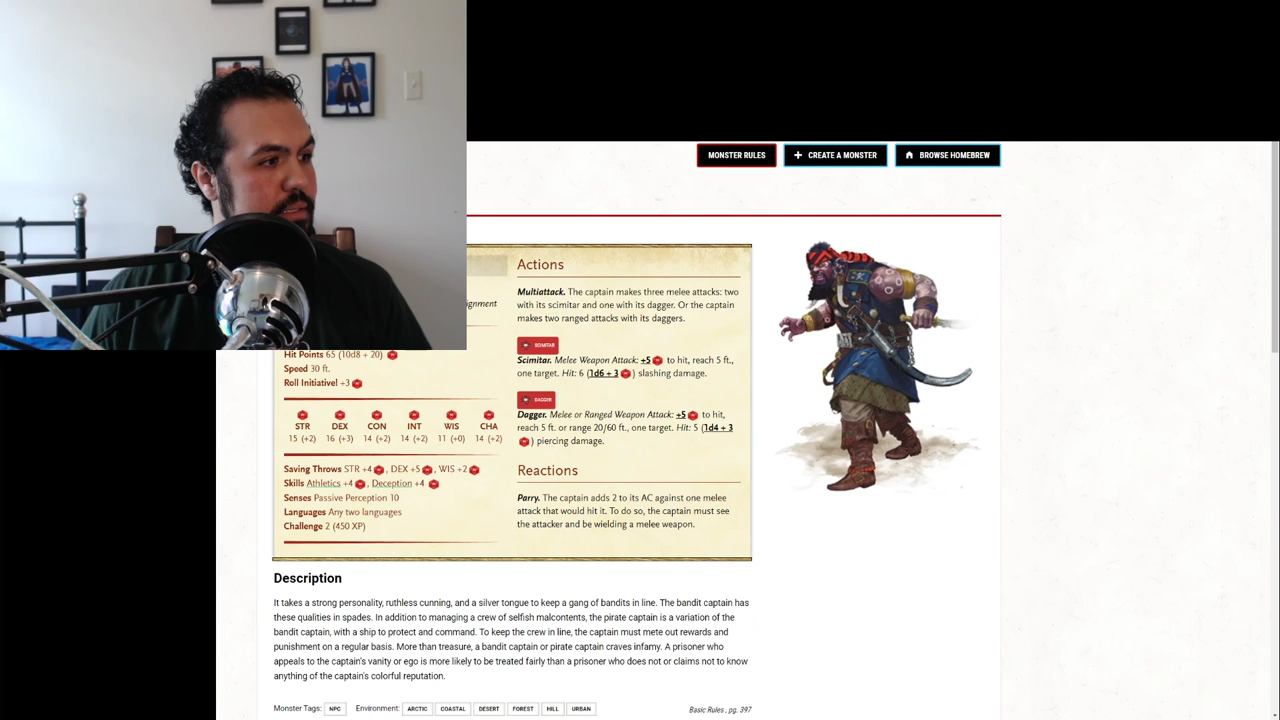 MONSTER RULES
CREATE A MONSTER
BROWSE HOMEBREW
Hit Points 65 (10d8 + 20)
Speed 30 ft.
Roll Initiative! +3
STR DEX CON INT WIS CHA
15 (+2) 16 (+3) 14 (+2) 14 (+2) 11 (+0) 14 (+2)
Saving Throws STR +4, DEX +5, WIS +2
Skills Athletics +4, Deception +4
Senses Passive Perception 10
Languages Any two languages
Challenge 2 (450 XP)
Actions
Multiattack. The captain makes three melee attacks: two
with its scimitar and one with its dagger. Or the captain
makes two ranged attacks with its daggers.
SCIMITAR
Scimitar. Melee Weapon Attack: +5 to hit, reach 5 ft.,
one target. Hit: 6 (1d6 + 3) slashing damage.
DAGGER
Dagger. Melee or Ranged Weapon Attack: +5 to hit,
reach 5 ft. or range 20/60 ft., one target. Hit: 5 (1d4 + 3
) piercing damage.
Reactions
Parry. The captain adds 2 to its AC against one melee
attack that would hit it. To do so, the captain must see
the attacker and be wielding a melee weapon.
Description
It takes a strong personality, ruthless cunning, and a silver tongue to keep a gang of bandits in line. The bandit captain has
these qualities in spades. In addition to managing a crew of selfish malcontents, the pirate captain is a variation of the
bandit captain, with a ship to protect and command. To keep the crew in line, the captain must mete out rewards and
punishment on a regular basis. More than treasure, a bandit captain or pirate captain craves infamy. A prisoner who
appeals to the captain's vanity or ego is more likely to be treated fairly than a prisoner who does not or claims not to know
anything of the captain's colorful reputation.
Monster Tags: NPC Environment: ARCTIC COASTAL DESERT FOREST HILL URBAN
Basic Rules , pg. 397